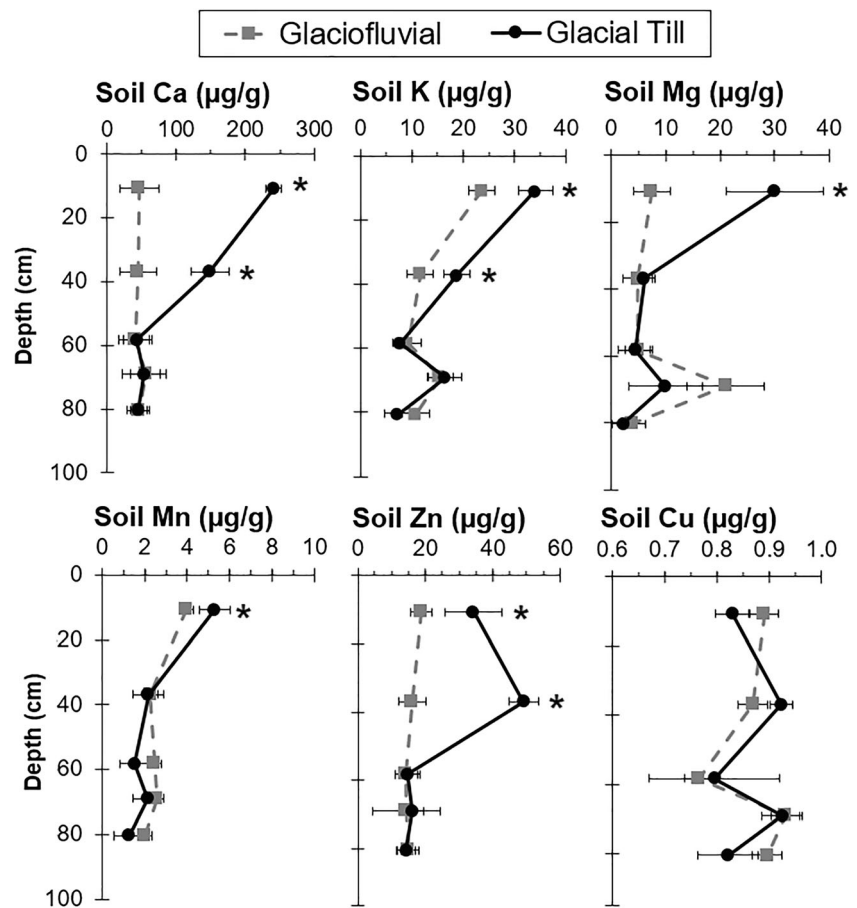 Glaciofluvial Glacial Till
Soil Ca (µg/g) Soil K (µg/g) Soil Mg (µg/g)
0 100 200 300 0 10 20 30 40 0 10 20 30 40
0
20
40
60
80
100
Depth (cm)
* * * * *
Soil Mn (µg/g) Soil Zn (µg/g) Soil Cu (µg/g)
0 2 4 6 8 10 0 20 40 60 0.6 0.8 0.9 1.0
0
20
40
60
80
100
Depth (cm)
* * *